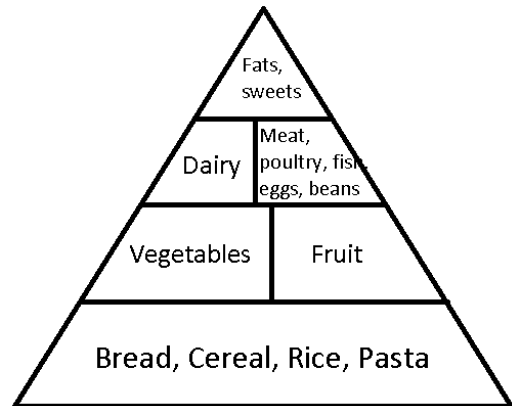 Fats,
sweets
Dairy
Meat,
poultry, fish,
eggs, beans
Vegetables
Fruit
Bread, Cereal, Rice, Pasta